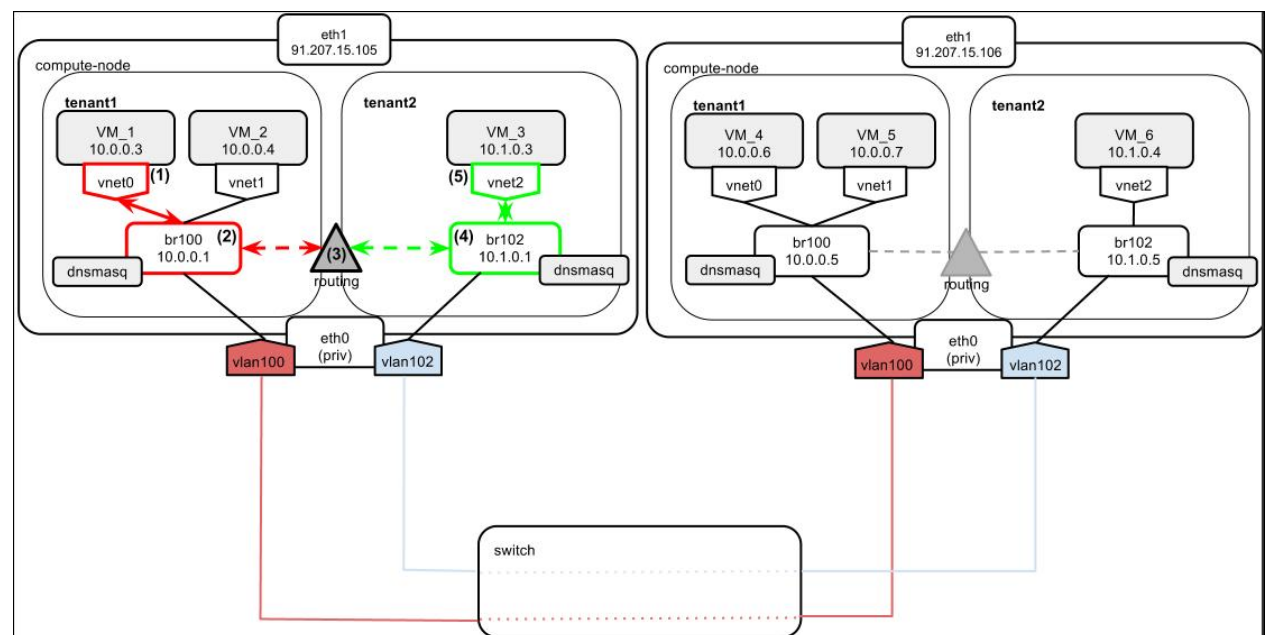 eth1
91.207.15.105
compute-node
tenant1
tenant2
VM_1
10.0.0.3
VM_2
10.0.0.4
VM_3
10.1.0.3
vnet0
(1)
vnet1
(5)
vnet2
br100
10.0.0.1
(2)
(3)
(4)
br102
10.1.0.1
dnsmasq
dnsmasq
routing
eth0
(priv)
vlan100
vlan102
eth1
91.207.15.106
compute-node
tenant1
tenant2
VM_4
10.0.0.6
VM_5
10.0.0.7
VM_6
10.1.0.4
vnet0
vnet1
vnet2
br100
10.0.0.5
br102
10.1.0.5
dnsmasq
dnsmasq
routing
eth0
(priv)
vlan100
vlan102
switch